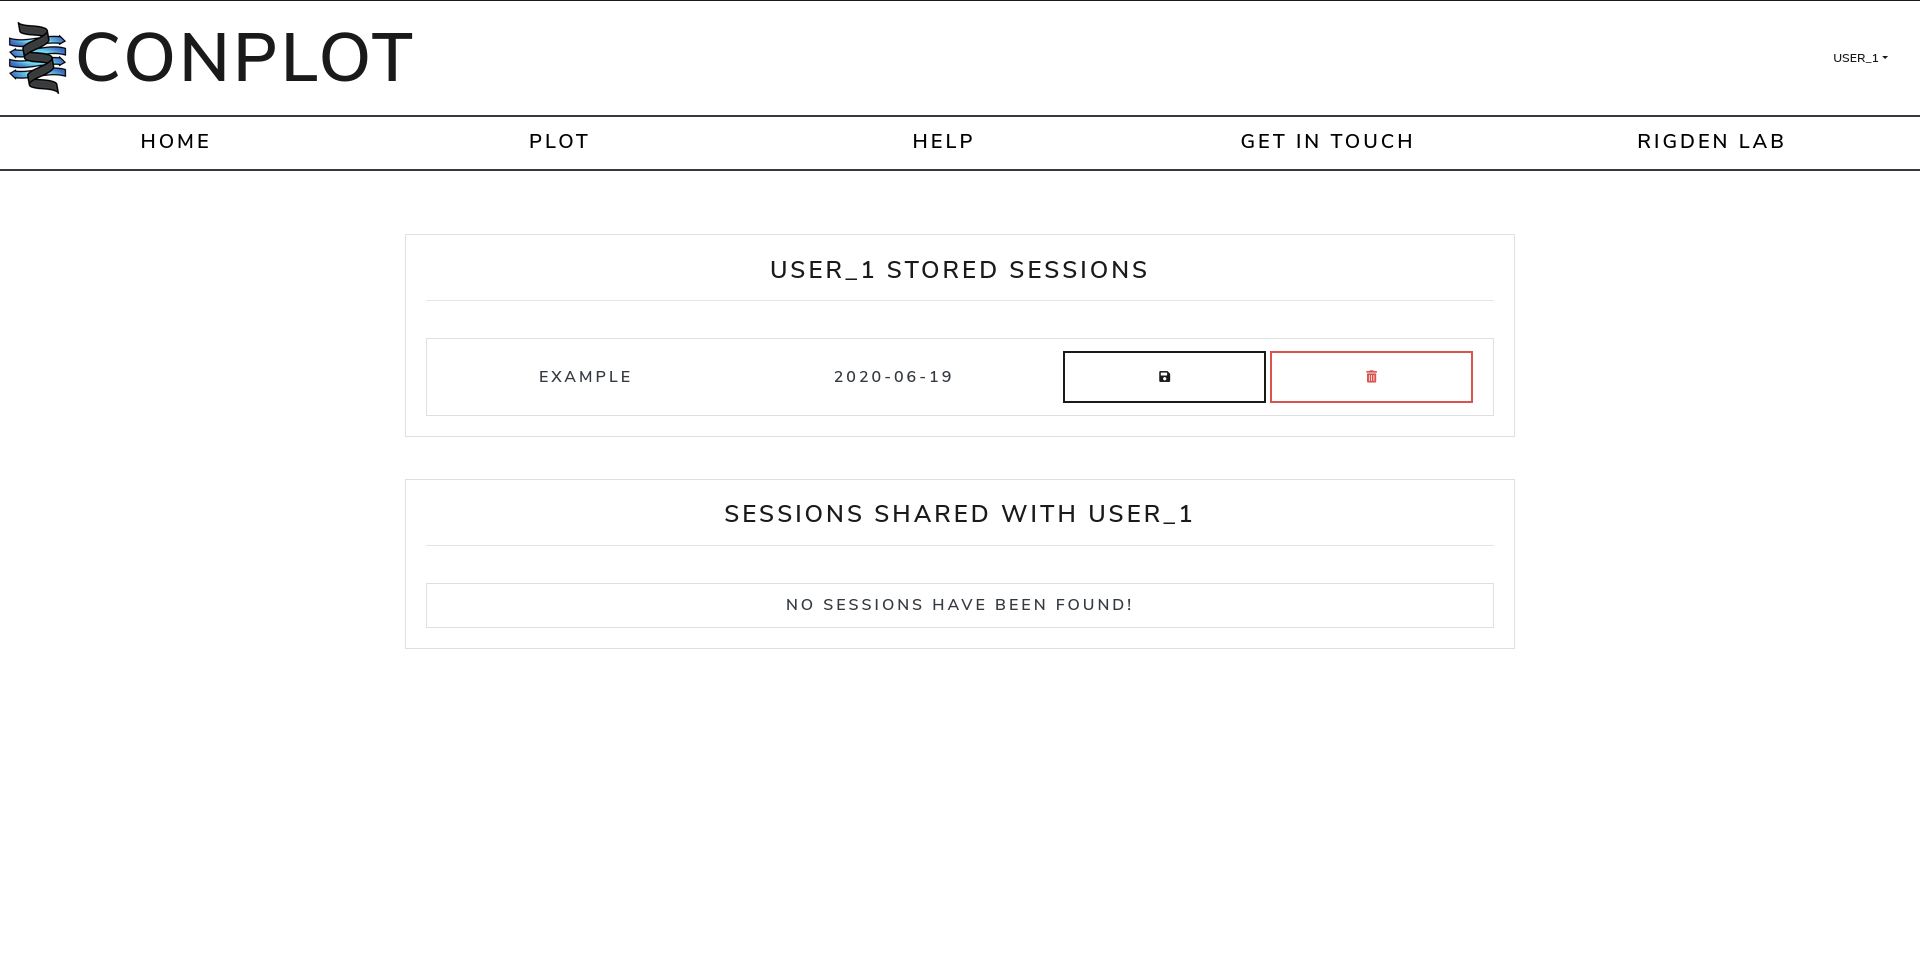 CONPLOT
USER_1
HOME PLOT HELP GET IN TOUCH RIGDEN LAB
USER_1 STORED SESSIONS
EXAMPLE 2020-06-19
SESSIONS SHARED WITH USER_1
NO SESSIONS HAVE BEEN FOUND!